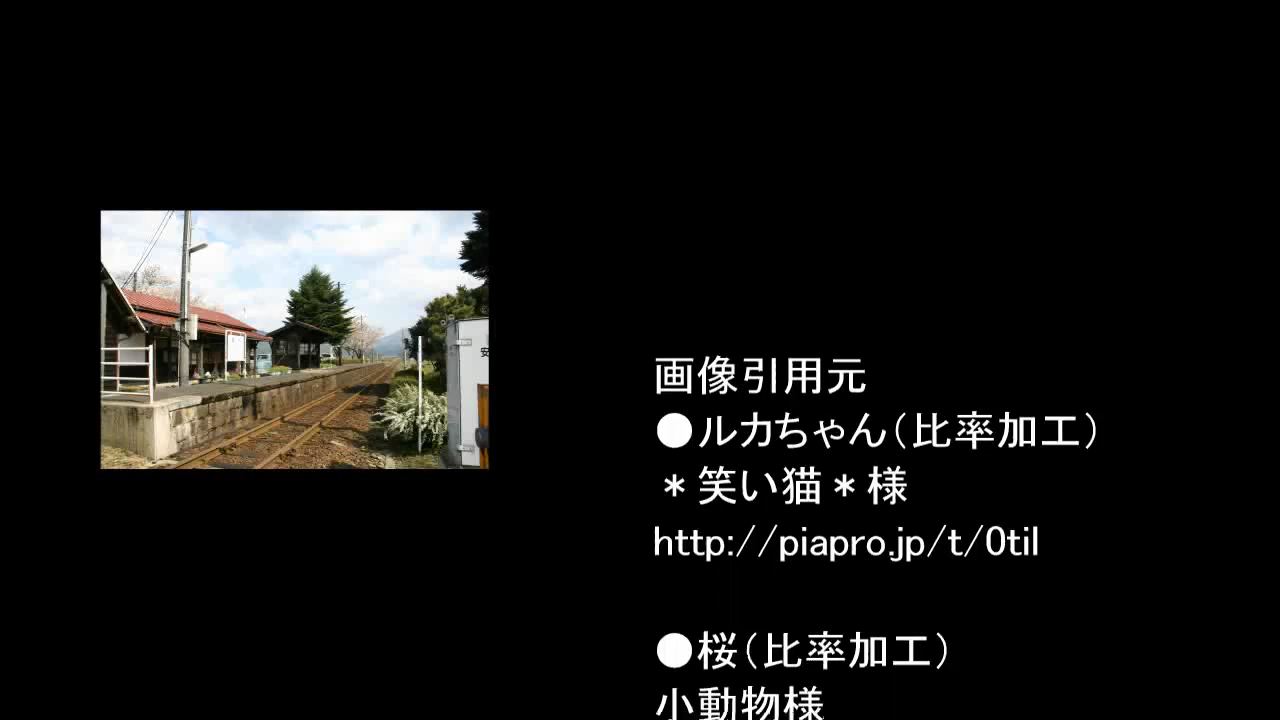 安
画像引用元
●ルカちゃん(比率加工)
＊笑い猫＊様
http://piapro.jp/t/0til
●桜(比率加工)
小動物様